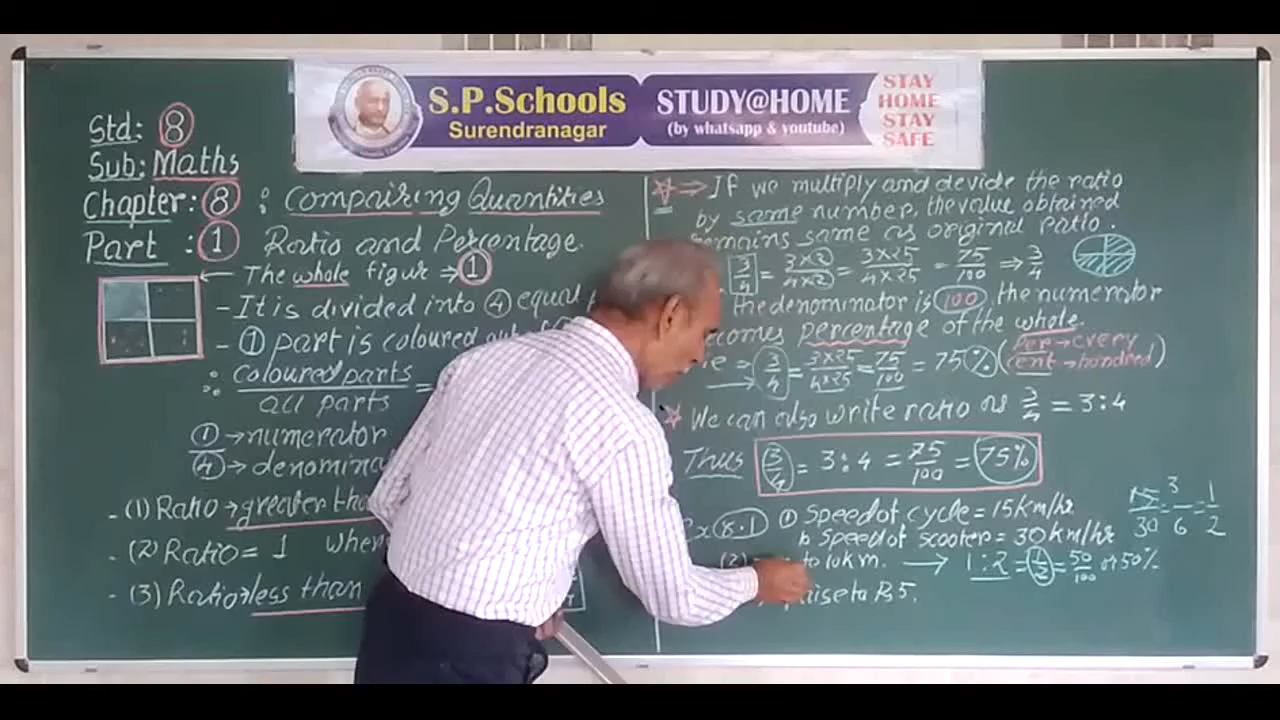 S.P.Schools
Surendranagar
STUDY@HOME
(by whatsapp & youtube)
STAY
HOME
STAY
SAFE
Std: 8
Sub: Maths
Chapter: 8 : Compairing Quantities
Part : 1 Ratio and Percentage.
The whole figure → 1
- It is divided into 4 equal
- 1 part is coloured out of
∴ coloured parts =
all parts
1 → numerator
4 →
- (1) Ratio → greater
- (2) Ratio = 1
- (3) Ratio → less than
⇒ If we multiply and devide the ratio
by same number, the value obtained
remains same as original ratio.
3/4 = 3×2/4×2 = 3×25/4×25 = 75/100 ⇒ 3/4
the denominator is 100, the numerator
percentage of the whole.
= 3/4 = 3×25/4×25 = 75/100 = 75% (per → every
cent → hundred)
We can also write ratio as 3/4 = 3:4
Thus 3/4 = 3:4 = 75/100 = 75%
8.1 Speed of cycle = 15 km/hr
15/30 = 3/6 = 1/2
b Speed of scooter = 30 km/hr
(2) to 10 km. → 1:2 = 1/2 = 50/100 or 50%
to Rs 5.